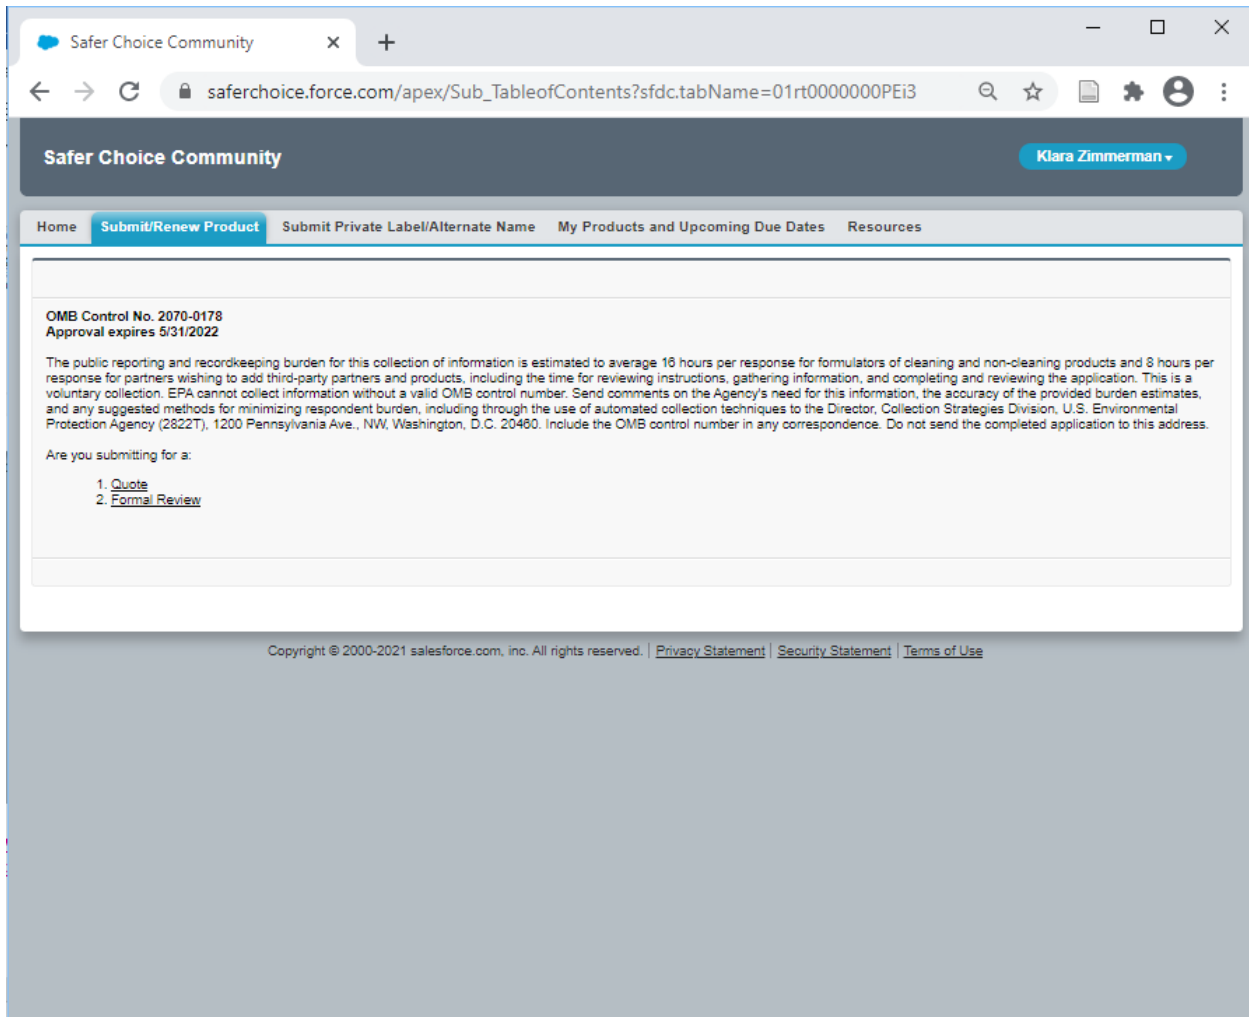 Safer Choice Community
saferchoice.force.com/apex/Sub_TableofContents?sfdc.tabName=01rt0000000PEi3
Safer Choice Community
Klara Zimmerman
Home Submit/Renew Product Submit Private Label/Alternate Name My Products and Upcoming Due Dates Resources
OMB Control No. 2070-0178
Approval expires 5/31/2022
The public reporting and recordkeeping burden for this collection of information is estimated to average 16 hours per response for formulators of cleaning and non-cleaning products and 8 hours per
response for partners wishing to add third-party partners and products, including the time for reviewing instructions, gathering information, and completing and reviewing the application. This is a
voluntary collection. EPA cannot collect information without a valid OMB control number. Send comments on the Agency's need for this information, the accuracy of the provided burden estimates,
and any suggested methods for minimizing respondent burden, including through the use of automated collection techniques to the Director, Collection Strategies Division, U.S. Environmental
Protection Agency (2822T), 1200 Pennsylvania Ave., NW, Washington, D.C. 20460. Include the OMB control number in any correspondence. Do not send the completed application to this address.
Are you submitting for a:
1. Quote
2. Formal Review
Copyright © 2000-2021 salesforce.com, inc. All rights reserved. | Privacy Statement | Security Statement | Terms of Use